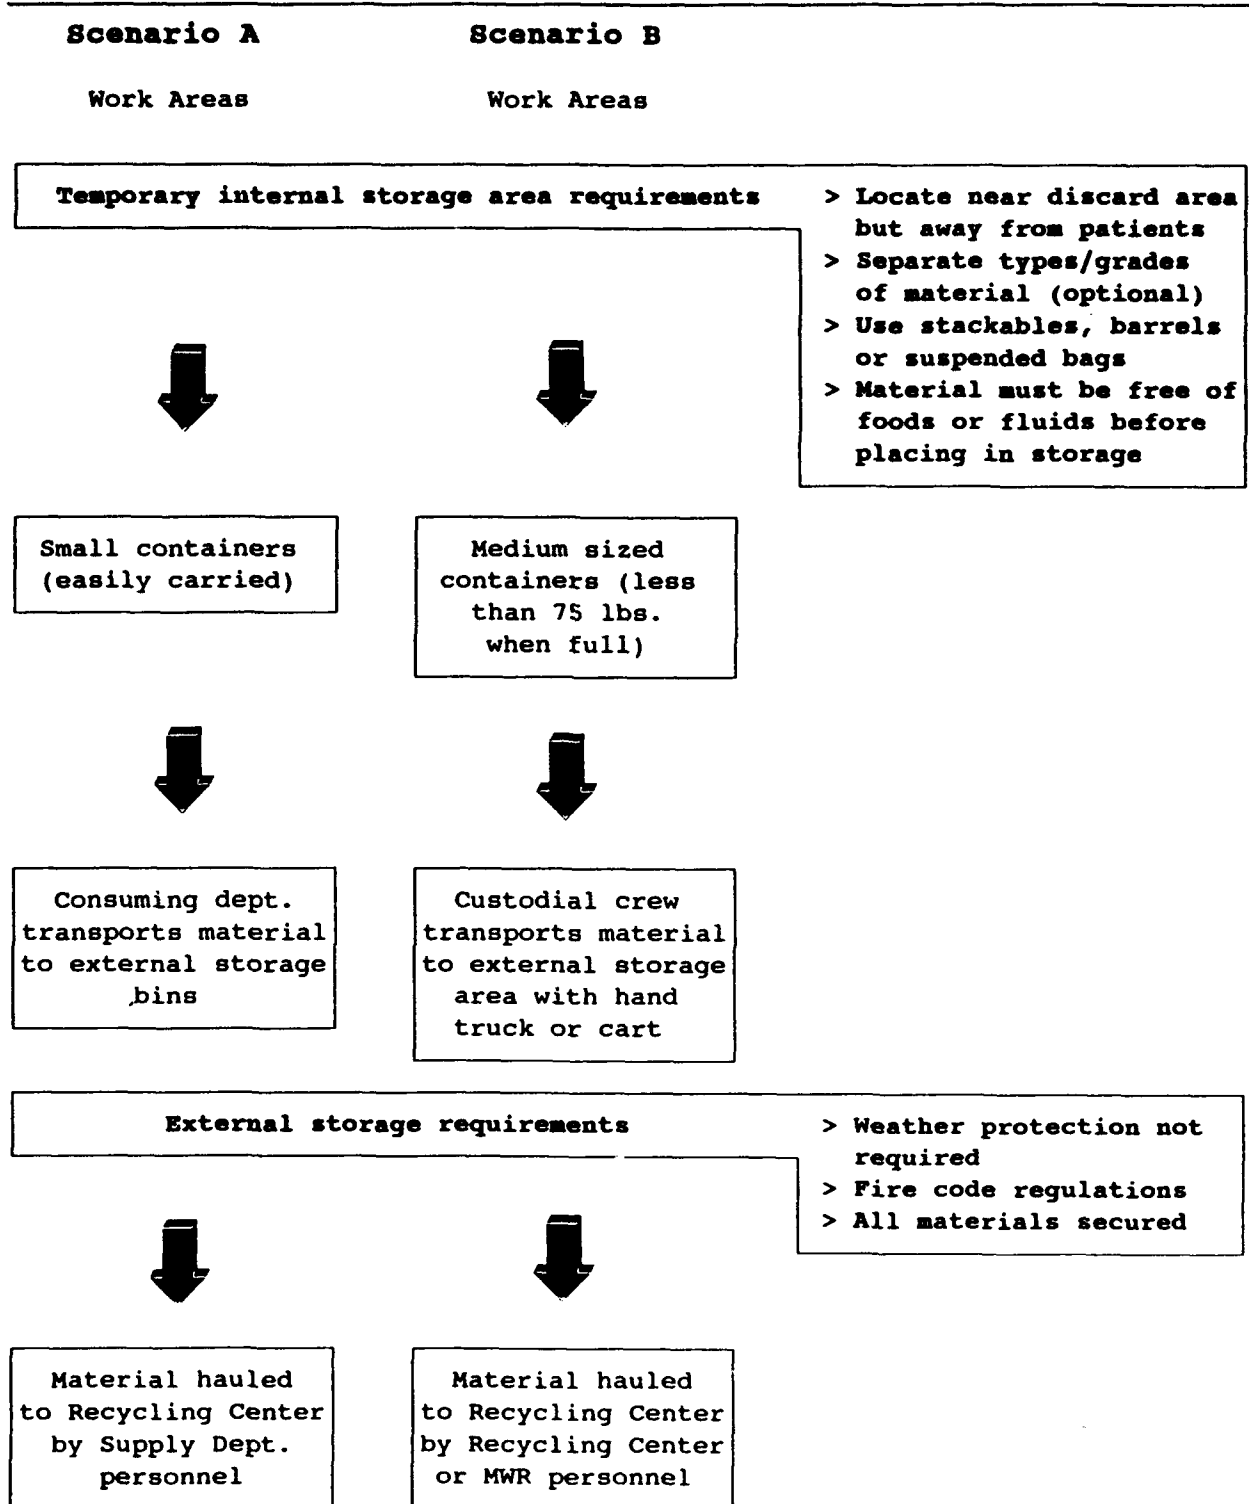 Scenario A
Scenario B
Work Areas
Work Areas
Temporary internal storage area requirements
> Locate near discard area
but away from patients
> Separate types/grades
of material (optional)
> Use stackables, barrels
or suspended bags
> Material must be free of
foods or fluids before
placing in storage
Small containers
(easily carried)
Medium sized
containers (less
than 75 lbs.
when full)
Consuming dept.
transports material
to external storage
bins
Custodial crew
transports material
to external storage
area with hand
truck or cart
External storage requirements
> Weather protection not
required
> Fire code regulations
> All materials secured
Material hauled
to Recycling Center
by Supply Dept.
personnel
Material hauled
to Recycling Center
by Recycling Center
or MWR personnel